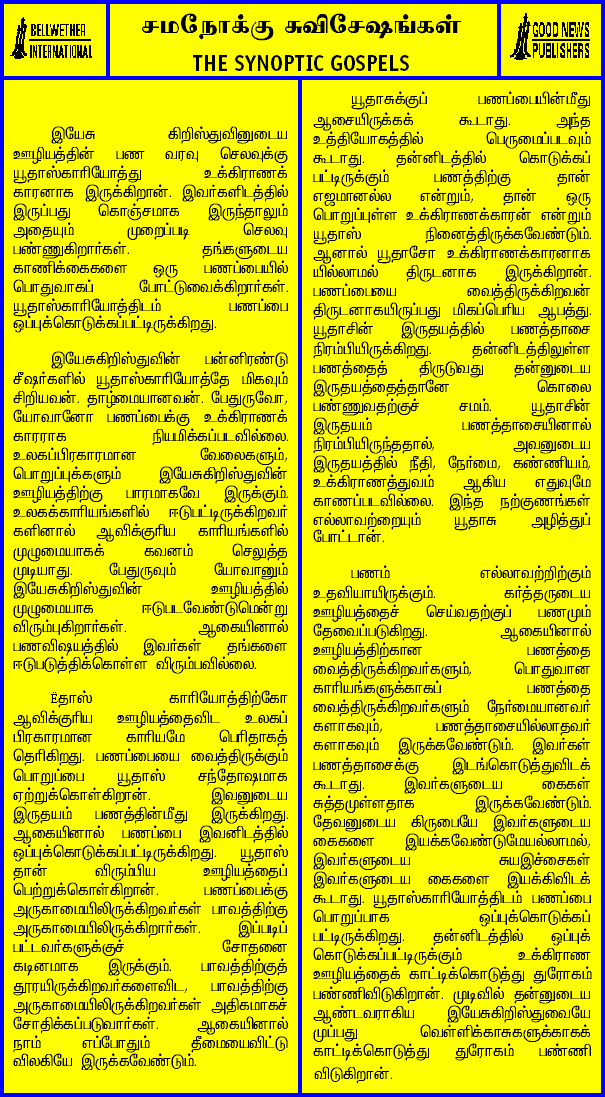 BELLWETHER
INTERNATIONAL
சமநோக்கு சுவிசேஷங்கள்
THE SYNOPTIC GOSPELS
GOOD NEWS
PUBLISHERS
இயேசு கிறிஸ்துவினுடைய
ஊழியத்தின் பண வரவு செலவுக்கு
யூதாஸ்காரியோத்து உக்கிராணக்
காரனாக இருக்கிறான். இவர்களிடத்தில்
இருப்பது கொஞ்சமாக இருந்தாலும்
அதையும் முறைப்படி செலவு
பண்ணுகிறார்கள். தங்களுடைய
காணிக்கைகளை ஒரு பணப்பையில்
பொதுவாகப் போட்டுவைக்கிறார்கள்.
யூதாஸ்காரியோத்திடம் பணப்பை
ஒப்புக்கொடுக்கப்பட்டிருக்கிறது.
இயேசுகிறிஸ்துவின் பன்னிரண்டு
சீஷர்களில் யூதாஸ்காரியோத்தே மிகவும்
சிறியவன். தாழ்மையானவன். பேதுருவோ,
யோவானோ பணப்பைக்கு உக்கிராணக்
காரராக நியமிக்கப்படவில்லை.
உலகப்பிரகாரமான வேலைகளும்,
பொறுப்புக்களும் இயேசுகிறிஸ்துவின்
ஊழியத்திற்கு பாரமாகவே இருக்கும்.
உலகக்காரியங்களில் ஈடுபட்டிருக்கிறவர்
களினால் ஆவிக்குரிய காரியங்களில்
முழுமையாகக் கவனம் செலுத்த
முடியாது. பேதுருவும் யோவானும்
இயேசுகிறிஸ்துவின் ஊழியத்தில்
முழுமையாக ஈடுபடவேண்டுமென்று
விரும்புகிறார்கள். ஆகையினால்
பணவிஷயத்தில் இவர்கள் தங்களை
ஈடுபடுத்திக்கொள்ள விரும்பவில்லை.
Êதாஸ் காரியோத்திற்கோ
ஆவிக்குரிய ஊழியத்தைவிட உலகப்
பிரகாரமான காரியமே பெரிதாகத்
தெரிகிறது. பணப்பையை வைத்திருக்கும்
பொறுப்பை யூதாஸ் சந்தோஷமாக
ஏற்றுக்கொள்கிறான். இவனுடைய
இருதயம் பணத்தின்மீது இருக்கிறது.
ஆகையினால் பணப்பை இவனிடத்தில்
ஒப்புக்கொடுக்கப்பட்டிருக்கிறது. யூதாஸ்
தான் விரும்பிய ஊழியத்தைப்
பெற்றுக்கொள்கிறான். பணப்பைக்கு
அருகாமையிலிருக்கிறவர்கள் பாவத்திற்கு
அருகாமையிலிருக்கிறார்கள். இப்படிப்
பட்டவர்களுக்குச் சோதனை
கடினமாக இருக்கும். பாவத்திற்குத்
தூரயிருக்கிறவர்களைவிட, பாவத்திற்கு
அருகாமையிலிருக்கிறவர்கள் அதிகமாகச்
சோதிக்கப்படுவார்கள். ஆகையினால்
நாம் எப்போதும் தீமையைவிட்டு
விலகியே இருக்கவேண்டும்.
யூதாசுக்குப் பணப்பையின்மீது
ஆசையிருக்கக் கூடாது. அந்த
உத்தியோகத்தில் பெருமைப்படவும்
கூடாது. தன்னிடத்தில் கொடுக்கப்
பட்டிருக்கும் பணத்திற்கு தான்
எஜமானல்ல என்றும், தான் ஒரு
பொறுப்புள்ள உக்கிராணக்காரன் என்றும்
யூதாஸ் நினைத்திருக்கவேண்டும்.
ஆனால் யூதாசோ உக்கிராணக்காரனாக
யில்லாமல் திருடனாக இருக்கிறான்.
பணப்பையை வைத்திருக்கிறவன்
திருடனாகயிருப்பது மிகப்பெரிய ஆபத்து.
யூதாசின் இருதயத்தில் பணத்தாசை
நிரம்பியிருக்கிறது. தன்னிடத்திலுள்ள
பணத்தைத் திருடுவது தன்னுடைய
இருதயத்தைத்தானே கொலை
பண்ணுவதற்குச் சமம். யூதாசின்
இருதயம் பணத்தாசையினால்
நிரம்பியிருந்ததால், அவனுடைய
இருதயத்தில் நீதி, நேர்மை, கண்ணியம்,
உக்கிராணத்துவம் ஆகிய எதுவுமே
காணப்படவில்லை. இந்த நற்குணங்கள்
எல்லாவற்றையும் யூதாசு அழித்துப்
போட்டான்.
பணம் எல்லாவற்றிற்கும்
உதவியாயிருக்கும். கர்த்தருடைய
ஊழியத்தைச் செய்வதற்குப் பணமும்
தேவைப்படுகிறது. ஆகையினால்
ஊழியத்திற்கான பணத்தை
வைத்திருக்கிறவர்களும், பொதுவான
காரியங்களுக்காகப் பணத்தை
வைத்திருக்கிறவர்களும் நேர்மையானவர்
களாகவும், பணத்தாசையில்லாதவர்
களாகவும் இருக்கவேண்டும். இவர்கள்
பணத்தாசைக்கு இடங்கொடுத்துவிடக்
கூடாது. இவர்களுடைய கைகள்
சுத்தமுள்ளதாக இருக்கவேண்டும்.
தேவனுடைய கிருபையே இவர்களுடைய
கைகளை இயக்கவேண்டுமேயல்லாமல்,
இவர்களுடைய சுயஇச்சைகள்
இவர்களுடைய கைகளை இயக்கிவிடக்
கூடாது. யூதாஸ்காரியோத்திடம் பணப்பை
பொறுப்பாக ஒப்புக்கொடுக்கப்
பட்டிருக்கிறது. தன்னிடத்தில் ஒப்புக்
கொடுக்கப்பட்டிருக்கும் உக்கிராண
ஊழியத்தைக் காட்டிக்கொடுத்து துரோகம்
பண்ணிவிடுகிறான். முடிவில் தன்னுடைய
ஆண்டவராகிய இயேசுகிறிஸ்துவையே
முப்பது வெள்ளிக்காசுகளுக்காகக்
காட்டிக்கொடுத்து துரோகம் பண்ணி
விடுகிறான்.